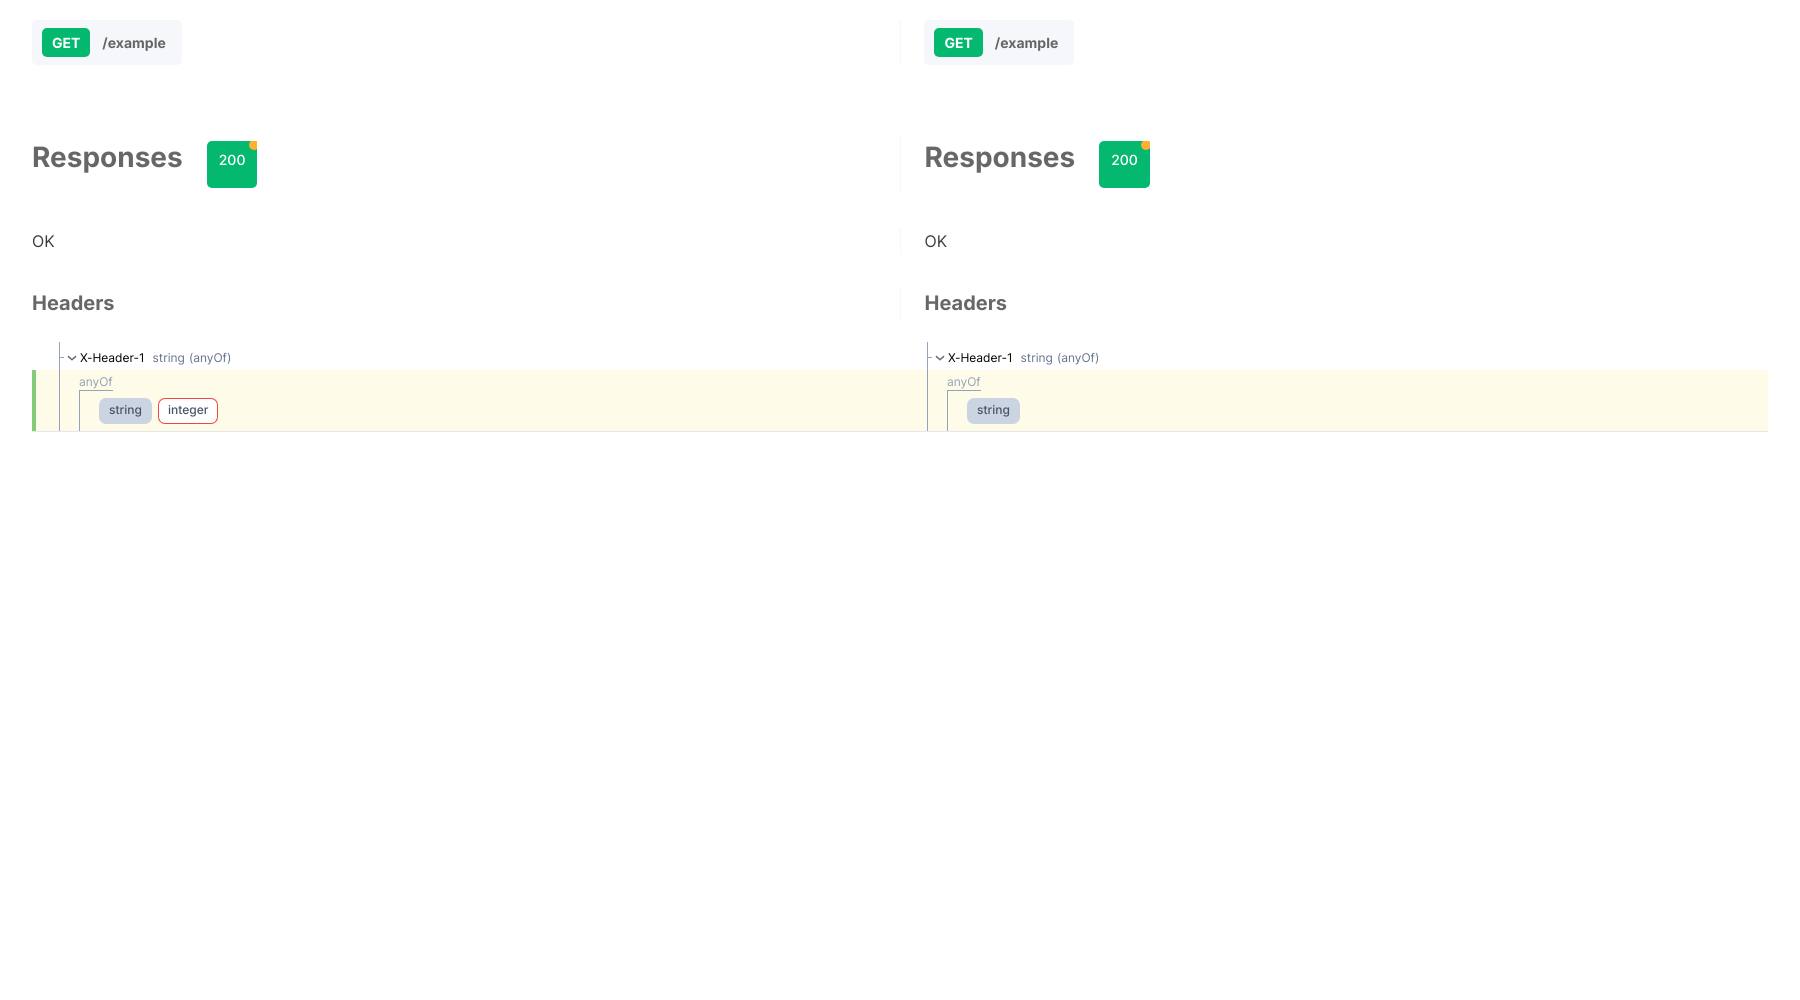 GET /example
GET /example
Responses 200
Responses 200
OK
OK
Headers
Headers
X-Header-1 string (anyOf)
X-Header-1 string (anyOf)
anyOf
anyOf
string integer
string